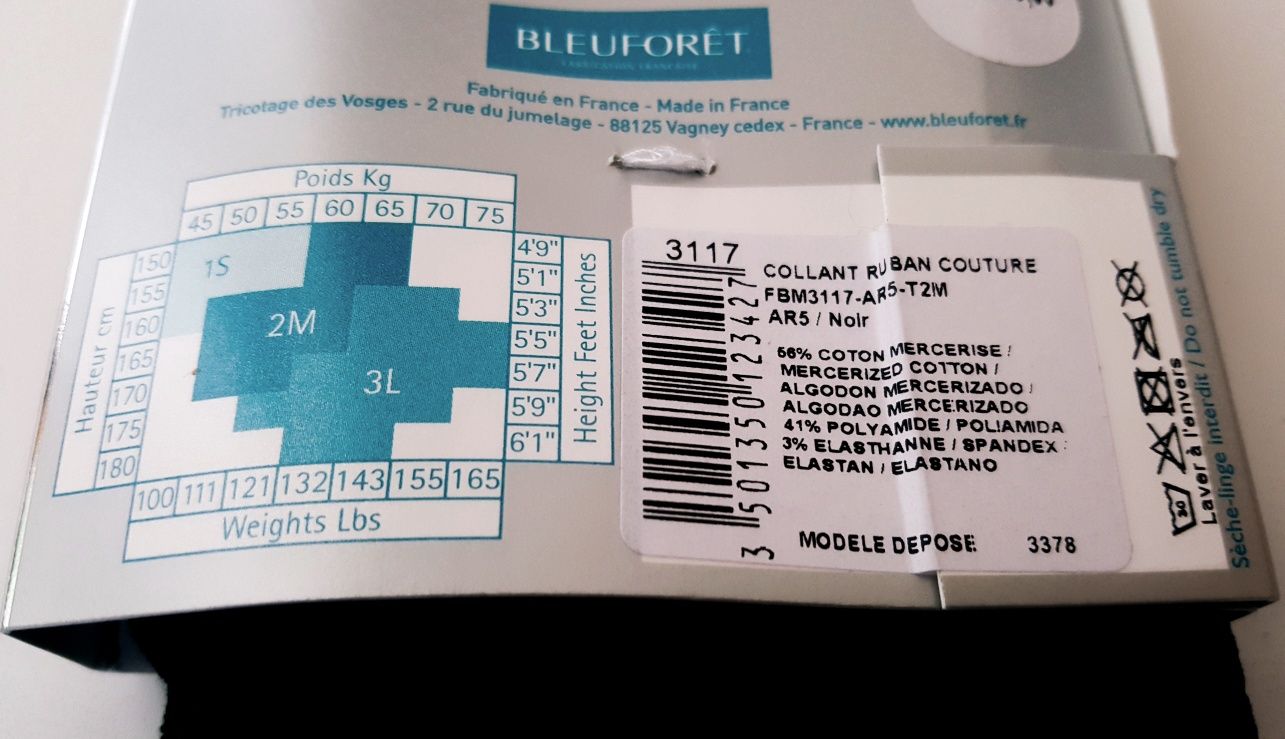 BLEUFORÊT
FABRICATION FRANÇAISE
Fabriqué en France - Made in France
Tricotage des Vosges - 2 rue du jumelage - 88125 Vagney cedex - France - www.bleuforet.fr
Poids Kg
45 50 55 60 65 70 75
Hauteur cm
150
155
160
165
170
175
180
1S
2M
3L
4'9"
5'1"
5'3"
5'5"
5'7"
5'9"
6'1"
Height Feet Inches
100 111 121 132 143 155 165
Weights Lbs
3117
3501350123427
COLLANT RUBAN COUTURE
FBM3117-AR5-T2M
AR5 / Noir
56% COTON MERCERISE /
MERCERIZED COTTON /
ALGODON MERCERIZADO /
ALGODAO MERCERIZADO
41% POLYAMIDE / POLIAMIDA
3% ELASTHANNE / SPANDEX :
ELASTAN / ELASTANO
MODELE DEPOSE 3378
30
Laver à l'envers
Sèche-linge interdit / Do not tumble dry